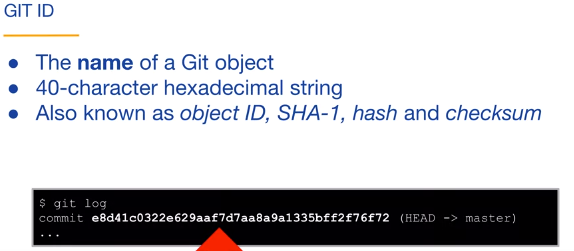 GIT ID
● The name of a Git object
● 40-character hexadecimal string
● Also known as object ID, SHA-1, hash and checksum
$ git log
commit e8d41c0322e629aaf7d7aa8a9a1335bff2f76f72 (HEAD -> master)
...